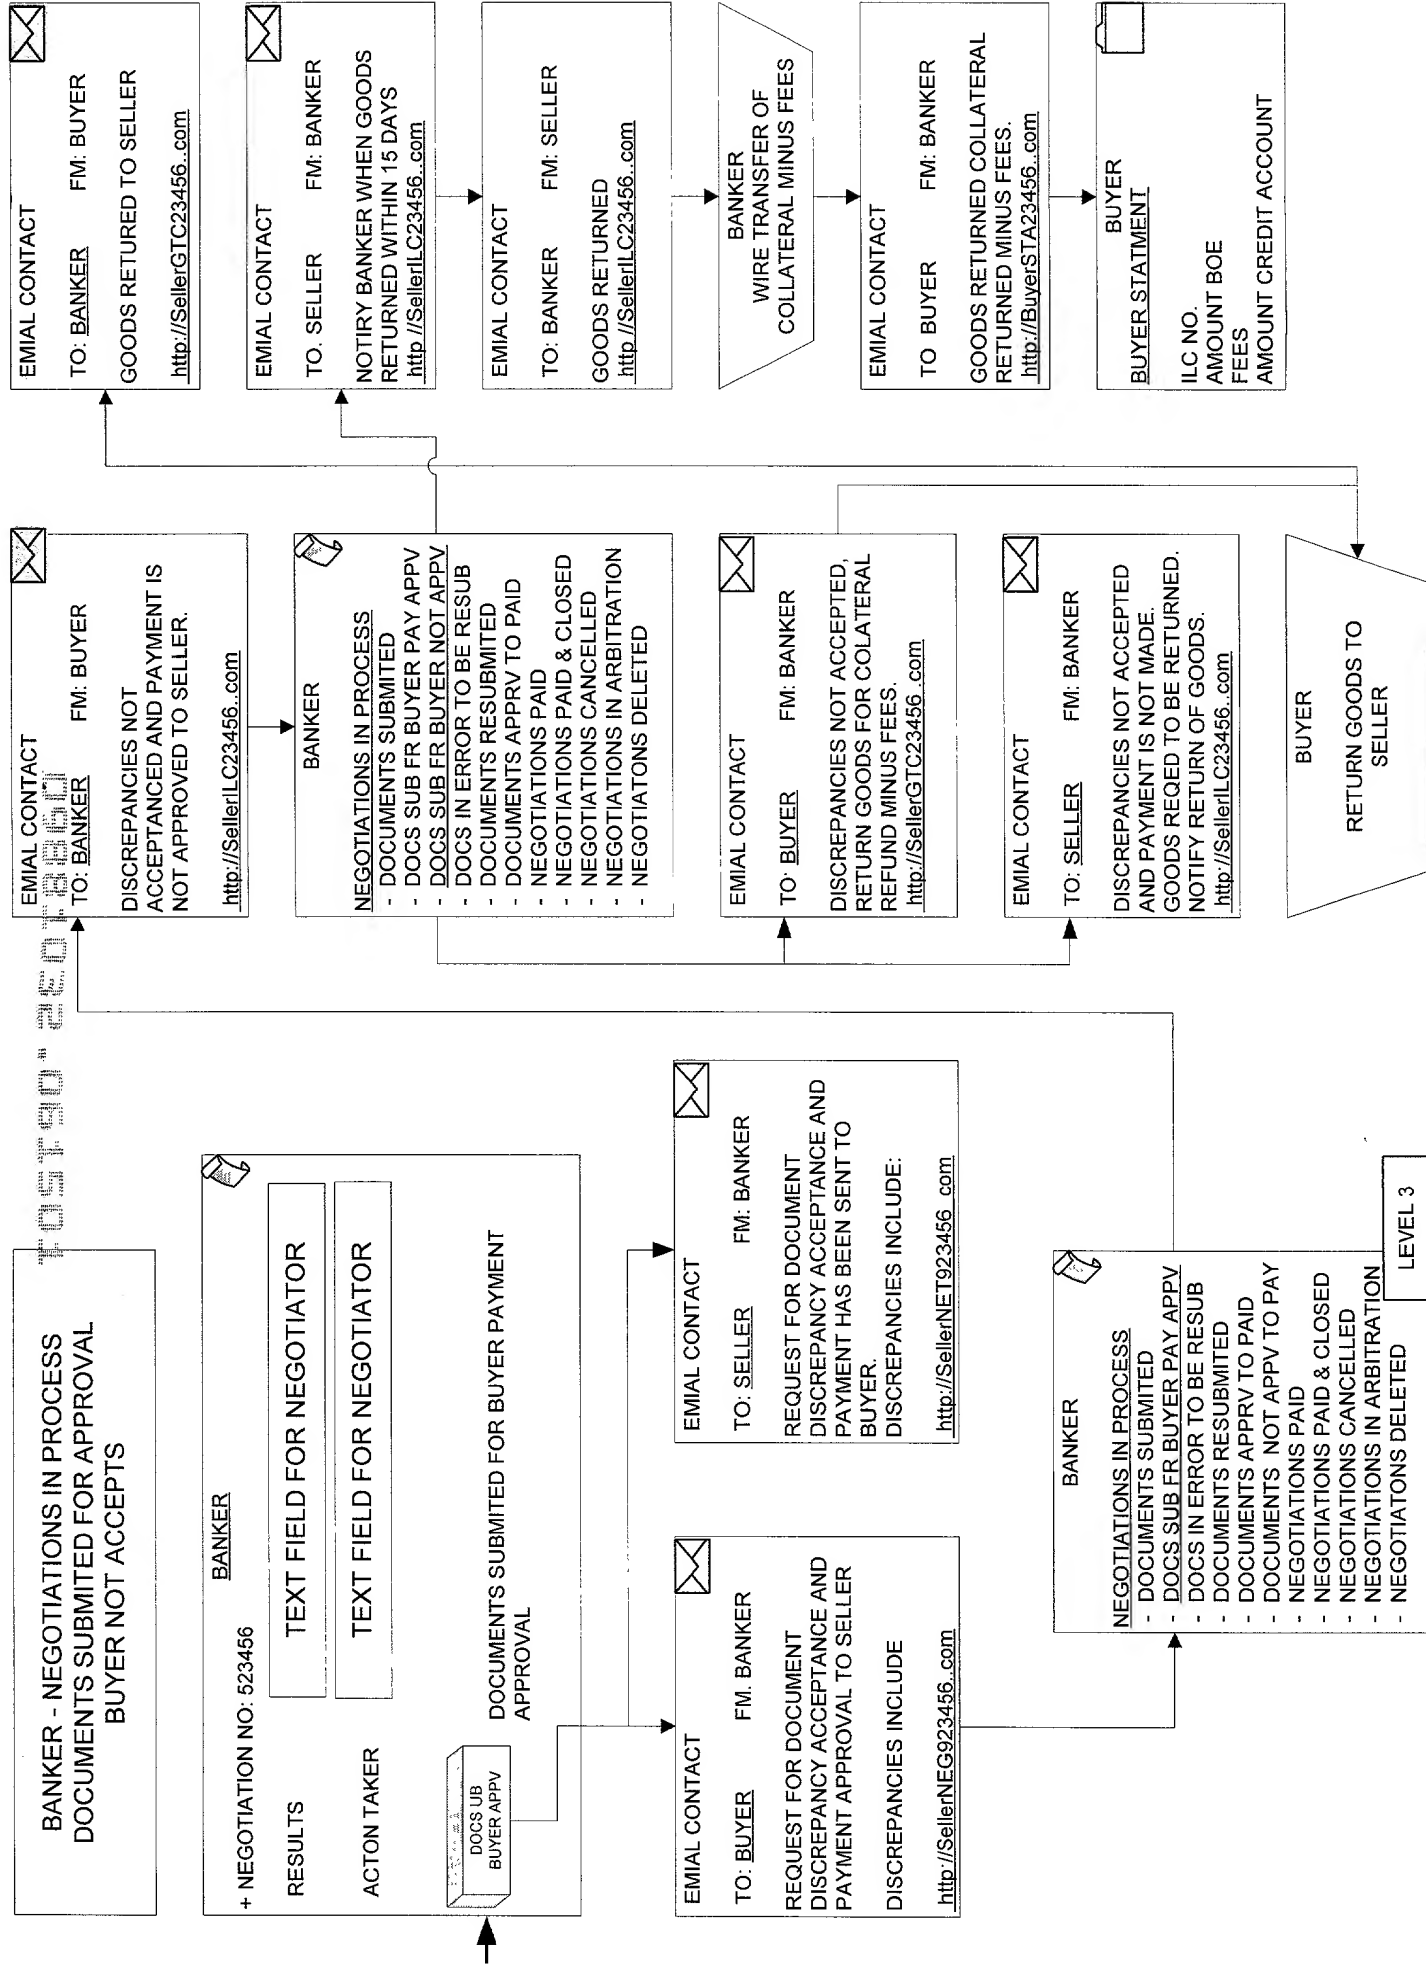 BANKER - NEGOTIATIONS IN PROCESS
DOCUMENTS SUBMITED FOR APPROVAL
BUYER NOT ACCEPTS
BANKER
+ NEGOTIATION NO: 523456
RESULTS
TEXT FIELD FOR NEGOTIATOR
ACTON TAKER
TEXT FIELD FOR NEGOTIATOR
DOCS UB
BUYER APPV
DOCUMENTS SUBMITED FOR BUYER PAYMENT
APPROVAL
EMIAL CONTACT
TO: BUYER FM. BANKER
REQUEST FOR DOCUMENT
DISCREPANCY ACCEPTANCE AND
PAYMENT APPROVAL TO SELLER
DISCREPANCIES INCLUDE
http://SellerNEG923456..com
EMIAL CONTACT
TO: SELLER FM: BANKER
REQUEST FOR DOCUMENT
DISCREPANCY ACCEPTANCE AND
PAYMENT HAS BEEN SENT TO
BUYER.
DISCREPANCIES INCLUDE:
http://SellerNET923456 com
BANKER
NEGOTIATIONS IN PROCESS
- DOCUMENTS SUBMITED
- DOCS SUB FR BUYER PAY APPV
- DOCS IN ERROR TO BE RESUB
- DOCUMENTS RESUBMITED
- DOCUMENTS APPRV TO PAID
- DOCUMENTS NOT APPV TO PAY
- NEGOTIATIONS PAID
- NEGOTIATIONS PAID & CLOSED
- NEGOTIATIONS CANCELLED
- NEGOTIATIONS IN ARBITRATION
- NEGOTIATONS DELETED
LEVEL 3
EMIAL CONTACT
TO: BANKER FM: BUYER
DISCREPANCIES NOT
ACCEPTANCED AND PAYMENT IS
NOT APPROVED TO SELLER.
http://SellerILC23456..com
BANKER
NEGOTIATIONS IN PROCESS
- DOCUMENTS SUBMITED
- DOCS SUB FR BUYER PAY APPV
- DOCS SUB FR BUYER NOT APPV
- DOCS IN ERROR TO BE RESUB
- DOCUMENTS RESUBMITED
- DOCUMENTS APPRV TO PAID
- NEGOTIATIONS PAID
- NEGOTIATIONS PAID & CLOSED
- NEGOTIATIONS CANCELLED
- NEGOTIATIONS IN ARBITRATION
- NEGOTIATONS DELETED
EMIAL CONTACT
TO: BUYER FM: BANKER
DISCREPANCIES NOT ACCEPTED,
RETURN GOODS FOR COLATERAL
REFUND MINUS FEES.
http://SellerGTC23456 .com
EMIAL CONTACT
TO: SELLER FM: BANKER
DISCREPANCIES NOT ACCEPTED
AND PAYMENT IS NOT MADE.
GOODS REQED TO BE RETURNED.
NOTIFY RETURN OF GOODS.
http://SellerILC23456..com
BUYER
RETURN GOODS TO
SELLER
EMIAL CONTACT
TO: BANKER FM: BUYER
GOODS RETURED TO SELLER
http://SellerGTC23456..com
EMIAL CONTACT
TO. SELLER FM: BANKER
NOTIRY BANKER WHEN GOODS
RETURNED WITHIN 15 DAYS
http //SellerILC23456..com
EMIAL CONTACT
TO: BANKER FM: SELLER
GOODS RETURNED
http //SellerILC23456..com
BANKER
WIRE TRANSFER OF
COLLATERAL MINUS FEES
EMIAL CONTACT
TO BUYER FM: BANKER
GOODS RETURNED COLLATERAL
RETURNED MINUS FEES.
http://BuyerSTA23456..com
BUYER
BUYER STATMENT
ILC NO.
AMOUNT BOE
FEES
AMOUNT CREDIT ACCOUNT